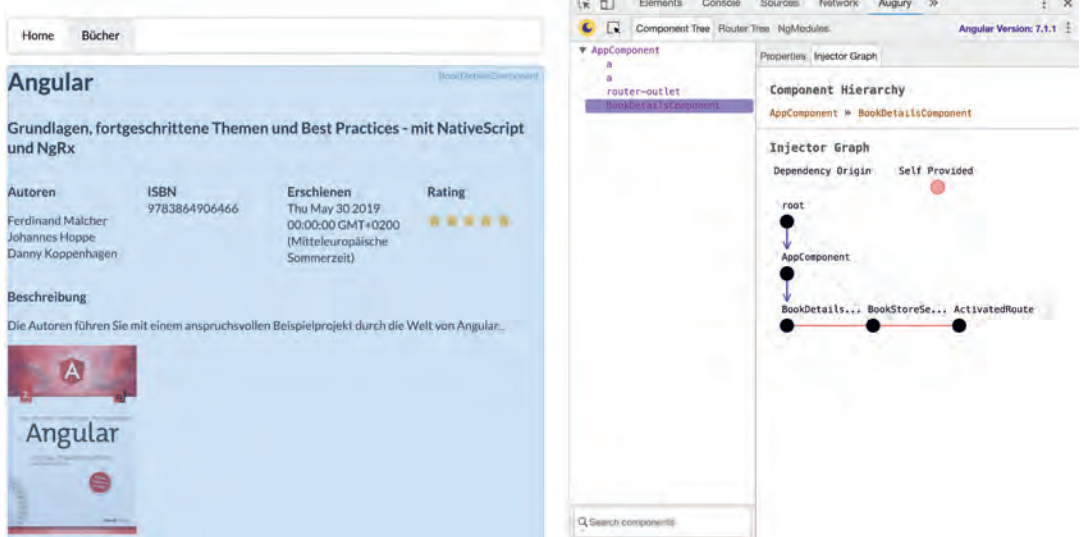 Home Bücher
Angular
BookDetailsComponent
Grundlagen, fortgeschrittene Themen und Best Practices - mit NativeScript
und NgRx
Autoren ISBN Erschienen Rating
Ferdinand Malcher 9783864906466 Thu May 30 2019
Johannes Hoppe 00:00:00 GMT+0200
Danny Koppenhagen (Mitteleuropäische
Sommerzeit)
Beschreibung
Die Autoren führen Sie mit einem anspruchsvollen Beispielprojekt durch die Welt von Angular...
A
2.
Angular
Elements Console Sources Network Augury »
Component Tree Router Tree NgModules Angular Version: 7.1.1
▼ AppComponent
a
a
router-outlet
BookDetailsComponent
Search components
Properties Injector Graph
Component Hierarchy
AppComponent » BookDetailsComponent
Injector Graph
Dependency Origin Self Provided
root
AppComponent
BookDetails... BookStoreSe... ActivatedRoute